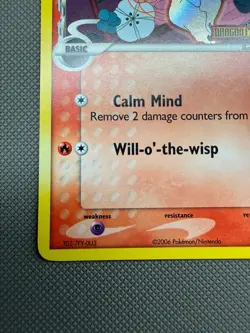 BASIC
Calm Mind
Remove 2 damage counters from
Will-o'-the-wisp
weakness
resistance
©2006 Pokémon/Nintendo